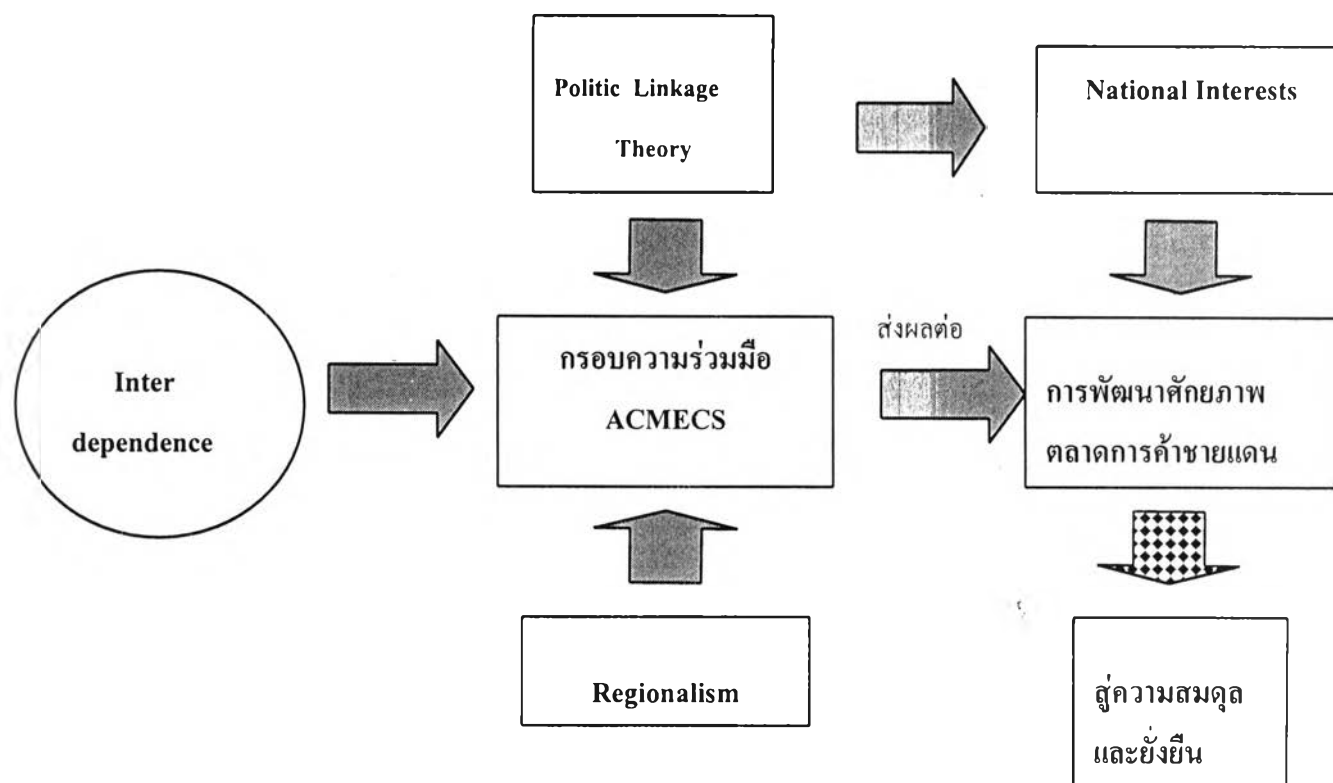 Politic Linkage
Theory
National Interests
Inter
dependence
กรอบความร่วมมือ
ACMECS
ส่งผลต่อ
การพัฒนาศักยภาพ
ตลาดการค้าชายแดน
Regionalism
สู่ความสมดุล
และยั่งยืน